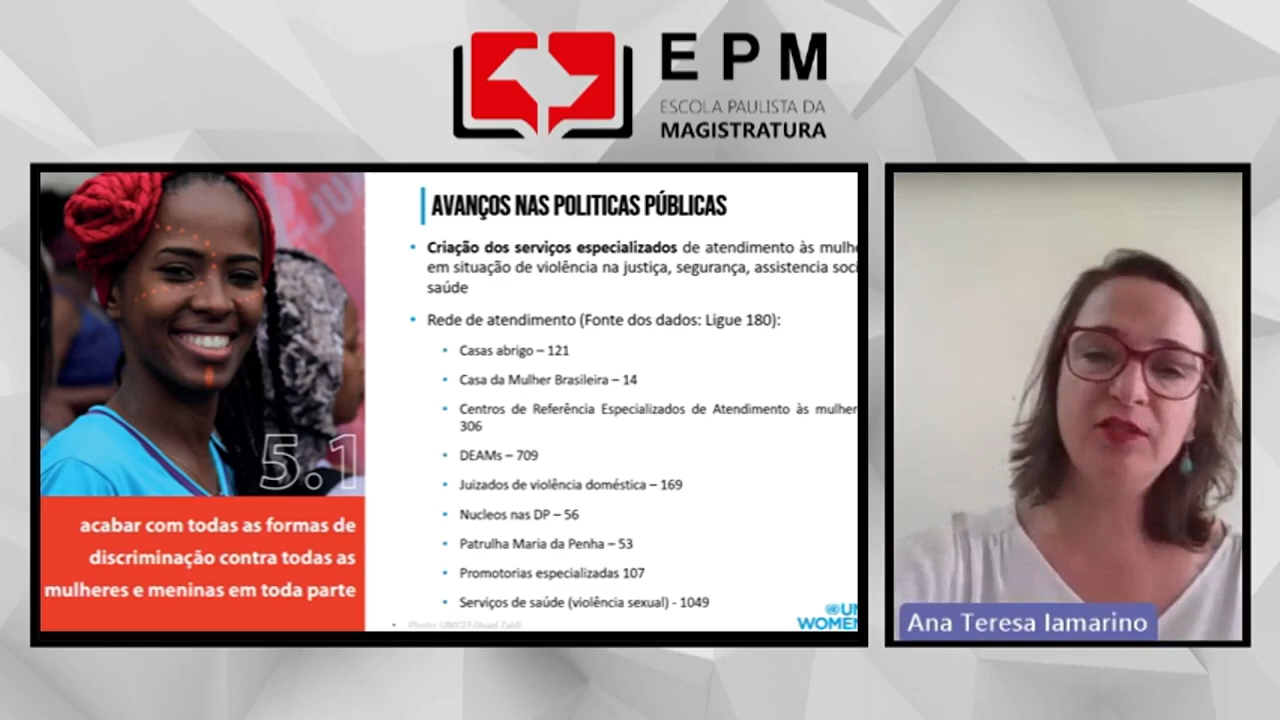 EPM
ESCOLA PAULISTA DA
MAGISTRATURA
5.1
acabar com todas as formas de
discriminação contra todas as
mulheres e meninas em toda parte
AVANÇOS NAS POLITICAS PÚBLICAS
• Criação dos serviços especializados de atendimento às mulhe
em situação de violência na justiça, segurança, assistencia soci
saúde
• Rede de atendimento (Fonte dos dados: Ligue 180):
• Casas abrigo – 121
• Casa da Mulher Brasileira – 14
• Centros de Referência Especializados de Atendimento às mulher
306
• DEAMs – 709
• Juizados de violência doméstica – 169
• Nucleos nas DP – 56
• Patrulha Maria da Penha – 53
• Promotorias especializadas 107
• Serviços de saúde (violência sexual) - 1049
• Photo: UNICEF/Asad Zaidi
UN
WOMEN
Ana Teresa Iamarino